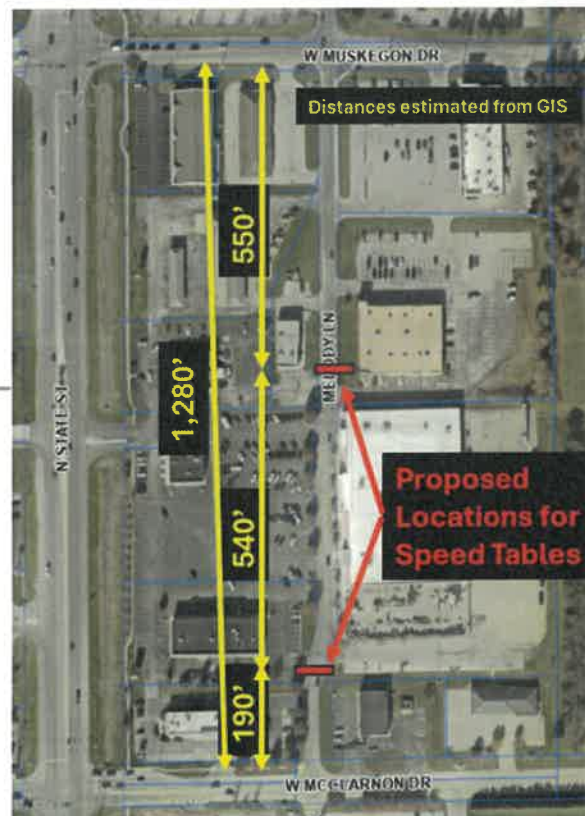 W MUSKEGON DR
Distances estimated from GIS
550'
1,280'
MELODY LN
N STATE ST
Proposed
Locations for
Speed Tables
540'
190'
W MCCLARNON DR